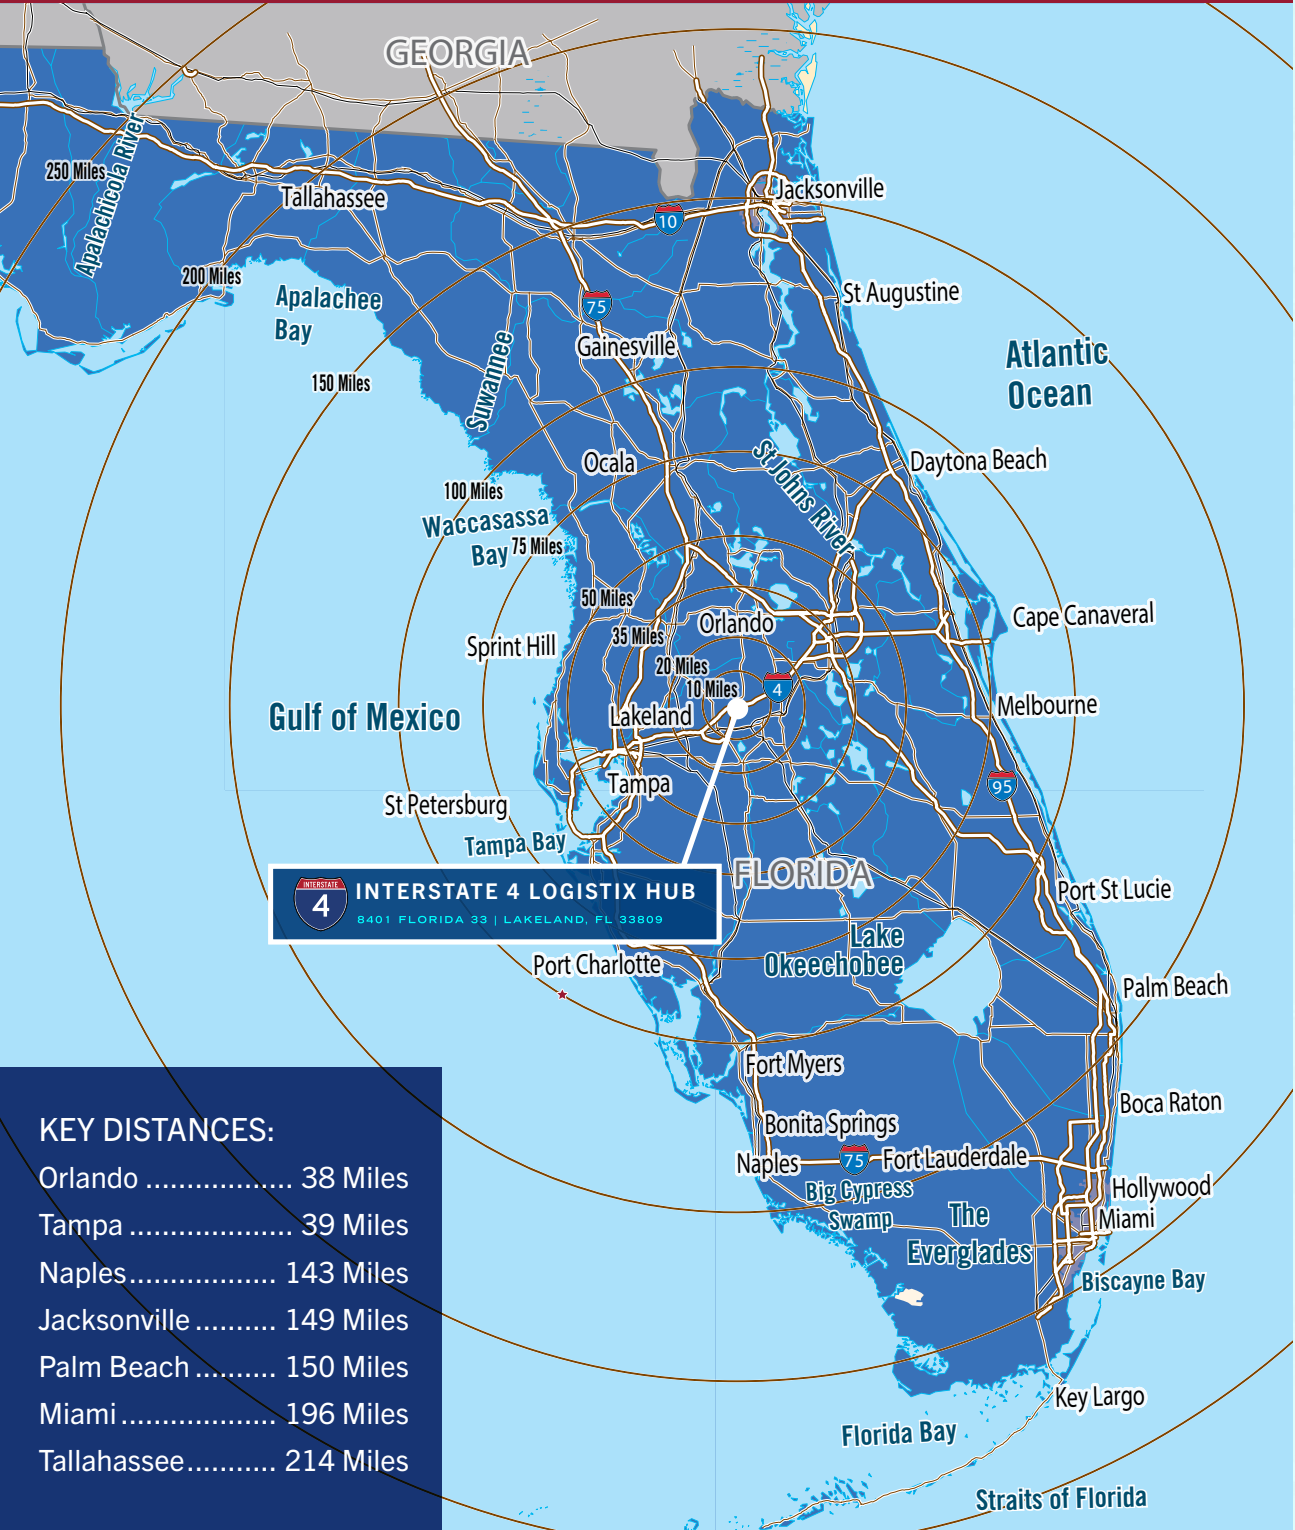 GEORGIA
250 Miles
Apalachicola River
Tallahassee
Jacksonville
10
200 Miles
Apalachee
Bay
75
St Augustine
Gainesville
Suwannee
150 Miles
Atlantic
Ocean
Ocala
St Johns River
Daytona Beach
100 Miles
Waccasassa
Bay
75 Miles
50 Miles
Orlando
Cape Canaveral
35 Miles
Sprint Hill
20 Miles
10 Miles
4
Gulf of Mexico
Lakeland
Melbourne
Tampa
95
St Petersburg
Tampa Bay
FLORIDA
INTERSTATE
4
INTERSTATE 4 LOGISTIX HUB
8401 FLORIDA 33 | LAKELAND, FL 33809
Port St Lucie
Lake
Okeechobee
Port Charlotte
Palm Beach
Fort Myers
Boca Raton
Bonita Springs
Naples
75
Fort Lauderdale
Big Cypress
Swamp
Hollywood
The
Everglades
Miami
Biscayne Bay
Key Largo
Florida Bay
Straits of Florida
KEY DISTANCES:
Orlando .................. 38 Miles
Tampa .................... 39 Miles
Naples.................. 143 Miles
Jacksonville .......... 149 Miles
Palm Beach .......... 150 Miles
Miami ................... 196 Miles
Tallahassee........... 214 Miles